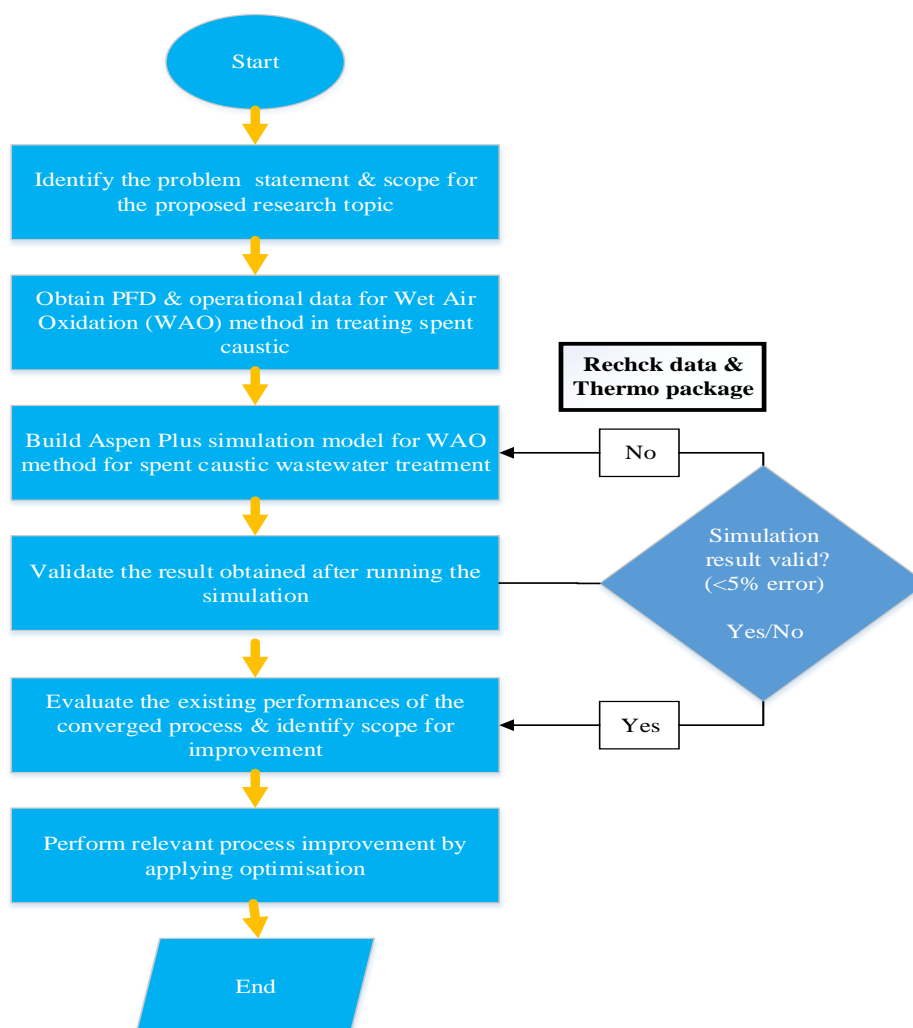 Start
Identify the problem statement & scope for
the proposed research topic
Obtain PFD & operational data for Wet Air
Oxidation (WAO) method in treating spent
caustic
Rechck data &
Thermo package
Build Aspen Plus simulation model for WAO
method for spent caustic wastewater treatment
No
Validate the result obtained after running the
simulation
Simulation
result valid?
(<5% error)
Yes/No
Evaluate the existing performances of the
converged process & identify scope for
improvement
Yes
Perform relevant process improvement by
applying optimisation
End